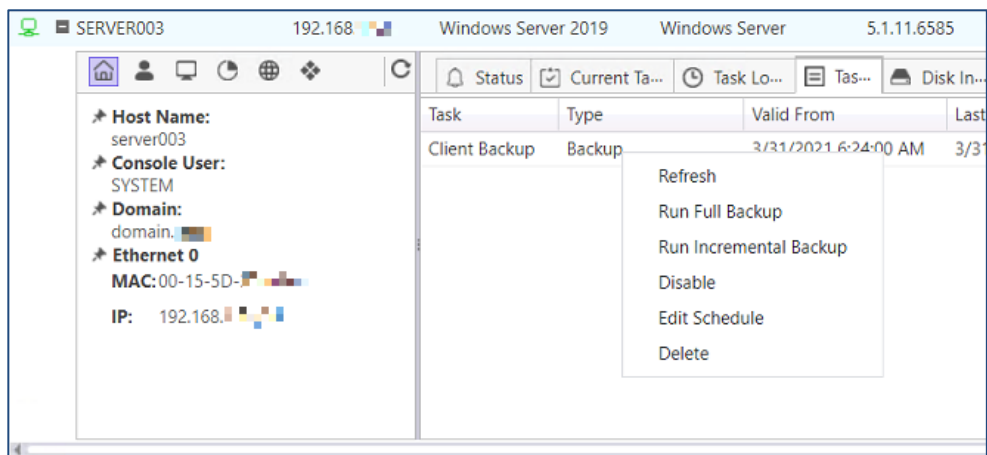 SERVER003 192.168 Windows Server 2019 Windows Server 5.1.11.6585
Status Current Ta... Task Lo... Tas... Disk In...
Host Name:
server003
Console User:
SYSTEM
Domain:
domain.
Ethernet 0
MAC: 00-15-5D-
IP: 192.168.
Task Type Valid From Last
Client Backup Backup 3/31/2021 6:24:00 AM 3/31
Refresh
Run Full Backup
Run Incremental Backup
Disable
Edit Schedule
Delete